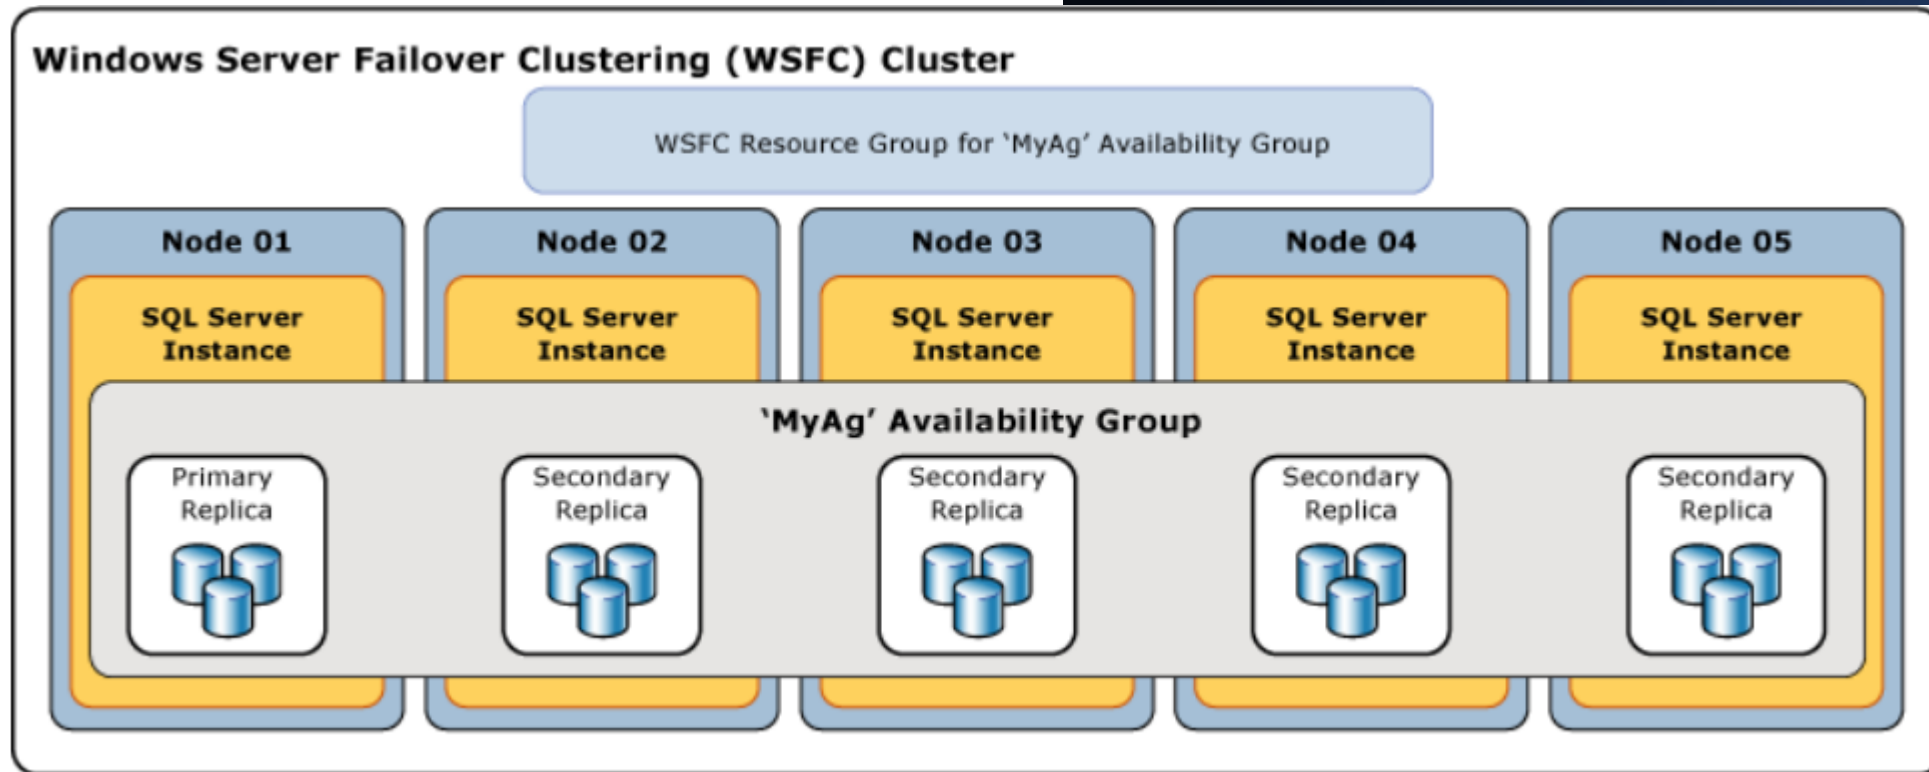 Windows Server Failover Clustering (WSFC) Cluster
WSFC Resource Group for ‘MyAg’ Availability Group
Node 01
SQL Server
Instance
Node 02
SQL Server
Instance
Node 03
SQL Server
Instance
Node 04
SQL Server
Instance
Node 05
SQL Server
Instance
‘MyAg’ Availability Group
Primary
Replica
Secondary
Replica
Secondary
Replica
Secondary
Replica
Secondary
Replica